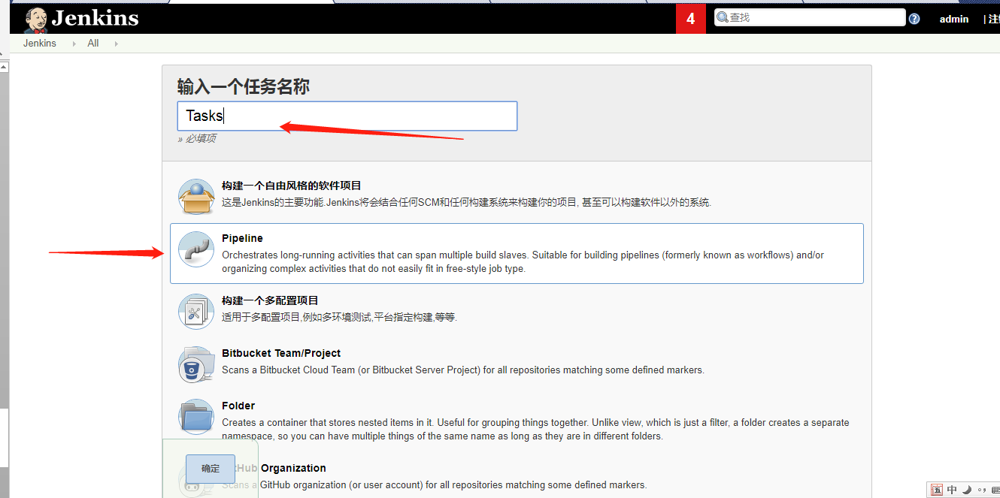 Jenkins
4
查找
?
admin
| 注
Jenkins
All
输入一个任务名称
Tasks
» 必填项
构建一个自由风格的软件项目
这是Jenkins的主要功能.Jenkins将会结合任何SCM和任何构建系统来构建你的项目, 甚至可以构建软件以外的系统.
Pipeline
Orchestrates long-running activities that can span multiple build slaves. Suitable for building pipelines (formerly known as workflows) and/or
organizing complex activities that do not easily fit in free-style job type.
构建一个多配置项目
适用于多配置项目,例如多环境测试,平台指定构建,等等.
Bitbucket Team/Project
Scans a Bitbucket Cloud Team (or Bitbucket Server Project) for all repositories matching some defined markers.
Folder
Creates a container that stores nested items in it. Useful for grouping things together. Unlike view, which is just a filter, a folder creates a separate
namespace, so you can have multiple things of the same name as long as they are in different folders.
确定
Hub Organization
Scans a GitHub organization (or user account) for all repositories matching some defined markers.
五 中